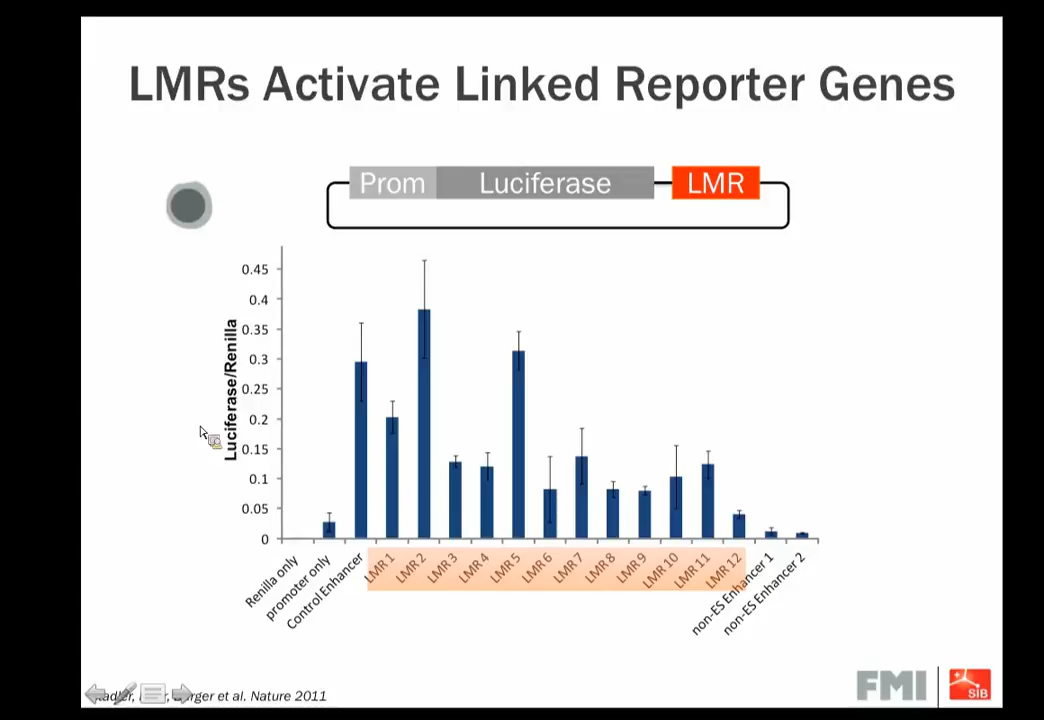 LMRs Activate Linked Reporter Genes
Prom Luciferase LMR
Luciferase/Renilla
0.45
0.4
0.35
0.3
0.25
0.2
0.15
0.1
0.05
0
Renilla only
promoter only
Control Enhancer
LMR 1
LMR 2
LMR 3
LMR 4
LMR 5
LMR 6
LMR 7
LMR 8
LMR 9
LMR 10
LMR 11
LMR 12
non-ES Enhancer 1
non-ES Enhancer 2
et al. Nature 2011
FMI
SIB